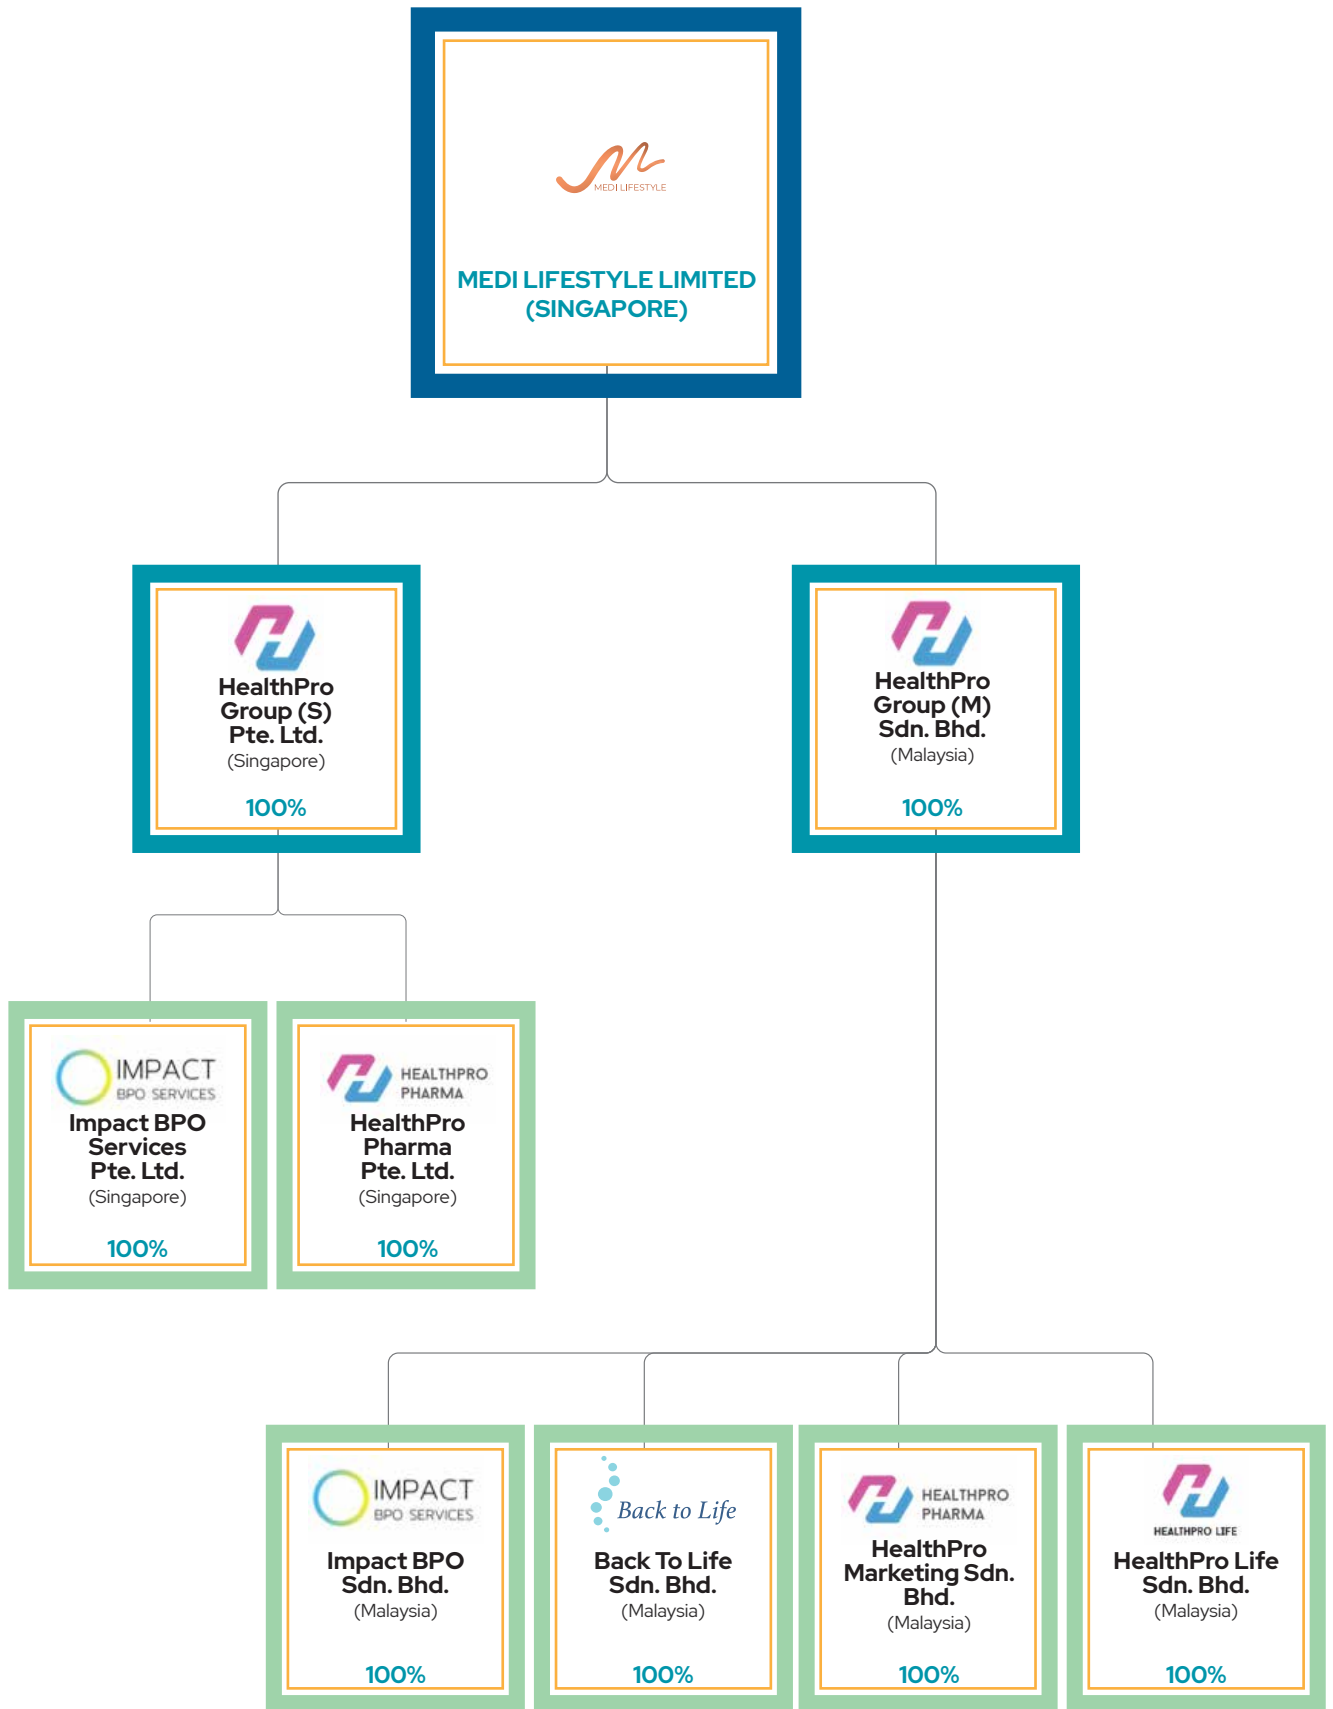 MEDI LIFESTYLE
MEDI LIFESTYLE LIMITED
(SINGAPORE)
HealthPro
Group (S)
Pte. Ltd.
(Singapore)
100%
HealthPro
Group (M)
Sdn. Bhd.
(Malaysia)
100%
IMPACT
BPO SERVICES
Impact BPO
Services
Pte. Ltd.
(Singapore)
100%
HEALTHPRO
PHARMA
HealthPro
Pharma
Pte. Ltd.
(Singapore)
100%
IMPACT
BPO SERVICES
Impact BPO
Sdn. Bhd.
(Malaysia)
100%
Back to Life
Back To Life
Sdn. Bhd.
(Malaysia)
100%
HEALTHPRO
PHARMA
HealthPro
Marketing Sdn.
Bhd.
(Malaysia)
100%
HEALTHPRO LIFE
HealthPro Life
Sdn. Bhd.
(Malaysia)
100%